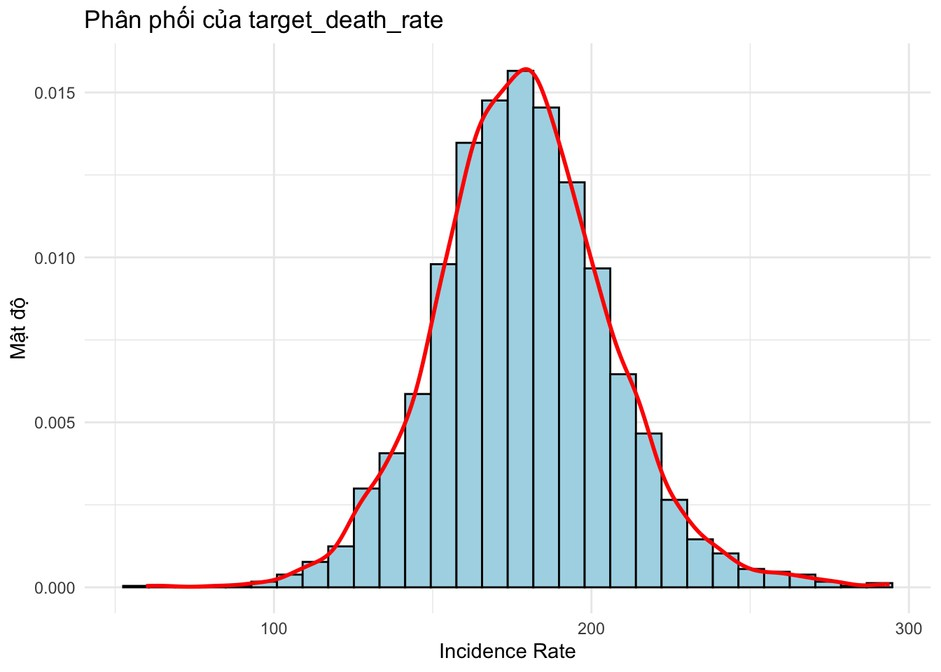 Phân phối của target_death_rate
0.015
0.010
0.005
0.000
Mật độ
100
200
300
Incidence Rate